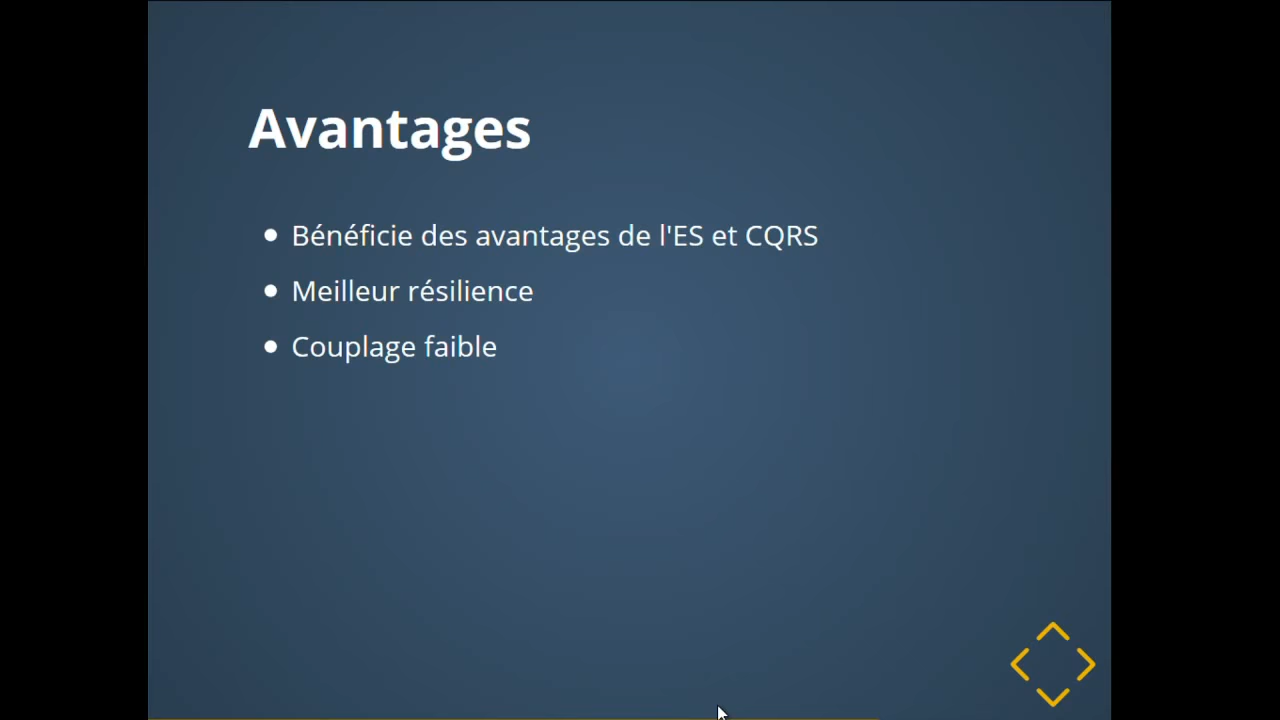 Avantages
Bénéficie des avantages de l'ES et CQRS
Meilleur résilience
Couplage faible